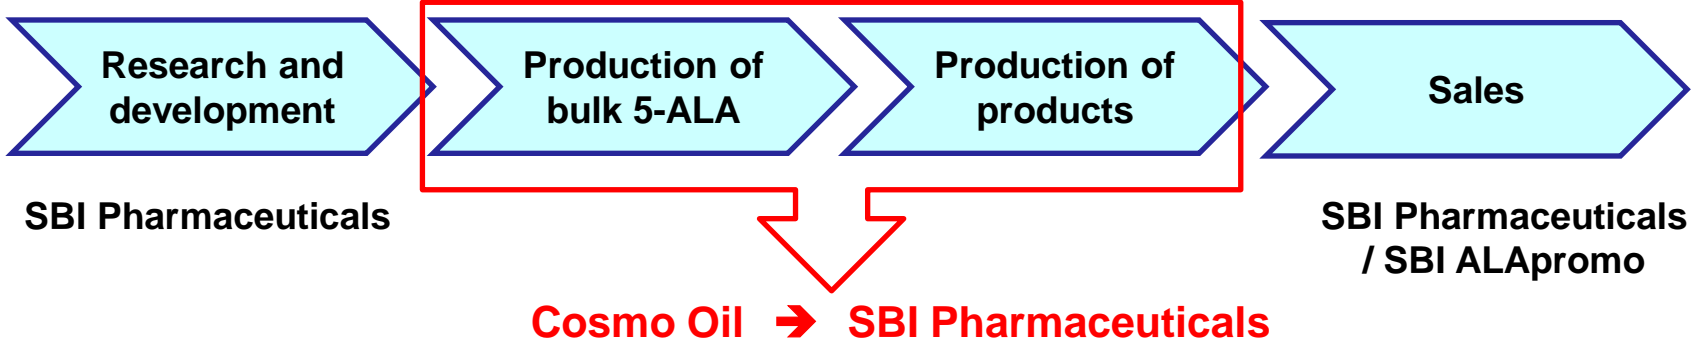 Research and
development
Production of
bulk 5-ALA
Production of
products
Sales
SBI Pharmaceuticals
SBI Pharmaceuticals
/ SBI ALApromo
Cosmo Oil ➔ SBI Pharmaceuticals